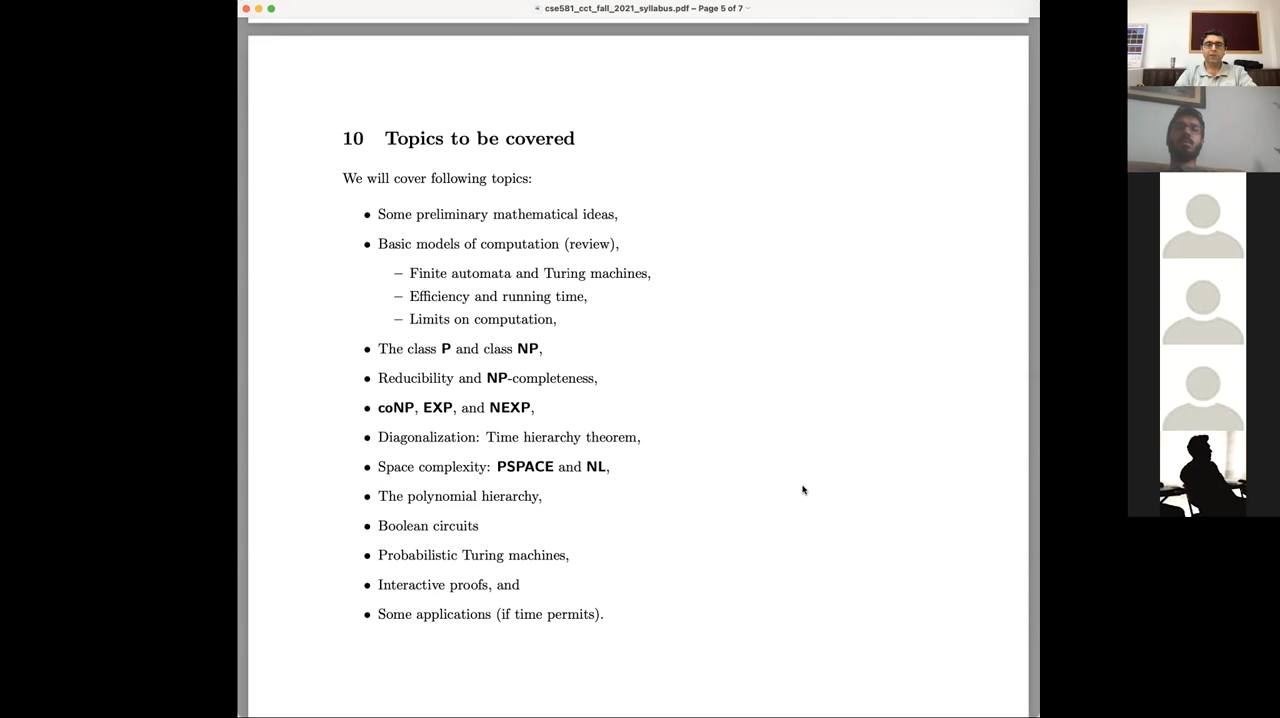 cse581_cct_fall_2021_syllabus.pdf – Page 5 of 7
10 Topics to be covered
We will cover following topics:
• Some preliminary mathematical ideas,
• Basic models of computation (review),
– Finite automata and Turing machines,
– Efficiency and running time,
– Limits on computation,
• The class P and class NP,
• Reducibility and NP-completeness,
• coNP, EXP, and NEXP,
• Diagonalization: Time hierarchy theorem,
• Space complexity: PSPACE and NL,
• The polynomial hierarchy,
• Boolean circuits
• Probabilistic Turing machines,
• Interactive proofs, and
• Some applications (if time permits).